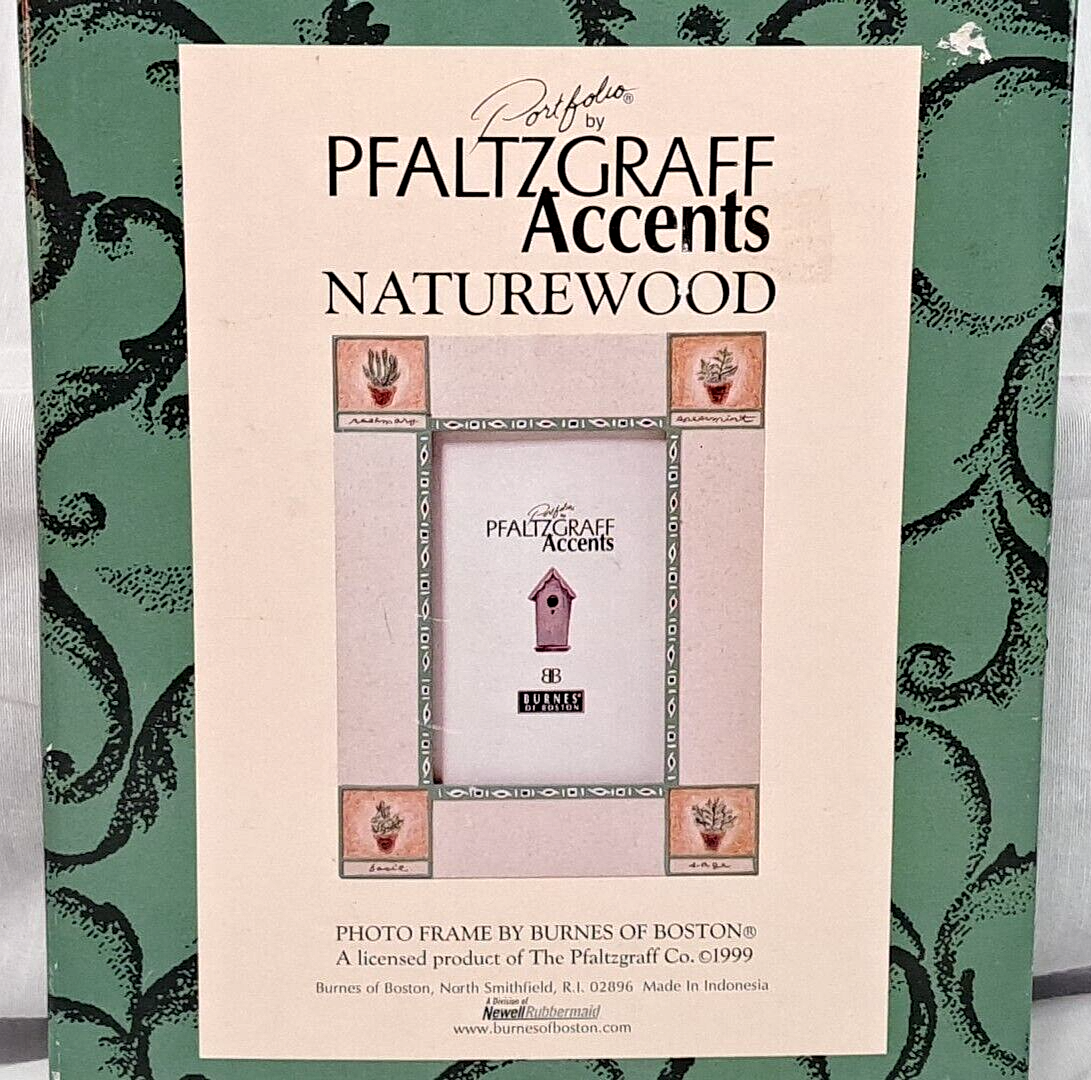 Portfolio®
by
PFALTZGRAFF
Accents
NATUREWOOD
rosemary
spearmint
Portfolio
by
PFALTZGRAFF
Accents
BB
BURNES®
OF BOSTON
basil
sage
PHOTO FRAME BY BURNES OF BOSTON®
A licensed product of The Pfaltzgraff Co. ©1999
Burnes of Boston, North Smithfield, R.I. 02896 Made In Indonesia
A Division of
NewellRubbermaid
www.burnesofboston.com